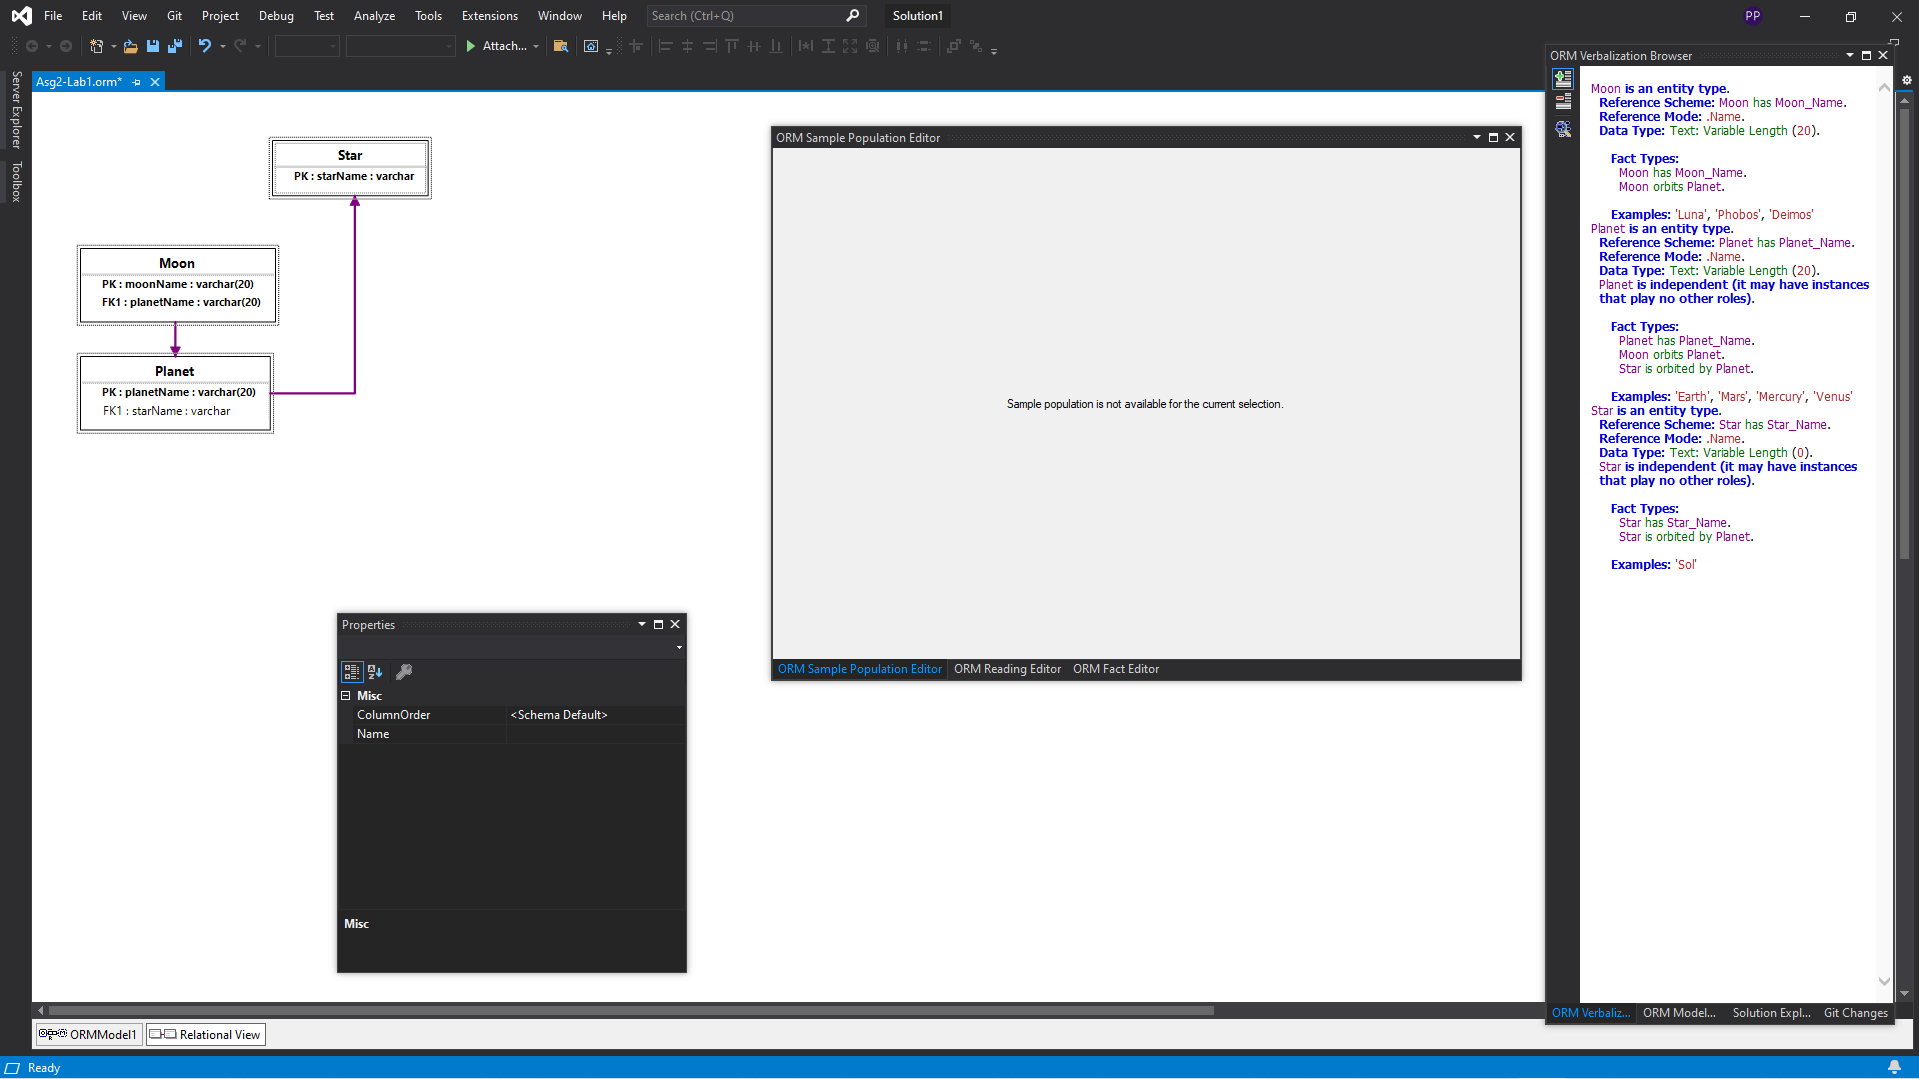 File Edit View Git Project Debug Test Analyze Tools Extensions Window Help Search (Ctrl+Q) Solution1 PP
Attach...
Server Explorer
Toolbox
Asg2-Lab1.orm*
Star
PK : starName : varchar
Moon
PK : moonName : varchar(20)
FK1 : planetName : varchar(20)
Planet
PK : planetName : varchar(20)
FK1 : starName : varchar
ORM Sample Population Editor
Sample population is not available for the current selection.
ORM Sample Population Editor ORM Reading Editor ORM Fact Editor
Properties
Misc
ColumnOrder <Schema Default>
Name
Misc
ORM Verbalization Browser
Moon is an entity type.
Reference Scheme: Moon has Moon_Name.
Reference Mode: .Name.
Data Type: Text: Variable Length (20).
Fact Types:
Moon has Moon_Name.
Moon orbits Planet.
Examples: 'Luna', 'Phobos', 'Deimos'
Planet is an entity type.
Reference Scheme: Planet has Planet_Name.
Reference Mode: .Name.
Data Type: Text: Variable Length (20).
Planet is independent (it may have instances
that play no other roles).
Fact Types:
Planet has Planet_Name.
Moon orbits Planet.
Star is orbited by Planet.
Examples: 'Earth', 'Mars', 'Mercury', 'Venus'
Star is an entity type.
Reference Scheme: Star has Star_Name.
Reference Mode: .Name.
Data Type: Text: Variable Length (0).
Star is independent (it may have instances
that play no other roles).
Fact Types:
Star has Star_Name.
Star is orbited by Planet.
Examples: 'Sol'
ORM Verbaliz... ORM Model... Solution Expl... Git Changes
ORMModel1 Relational View
Ready